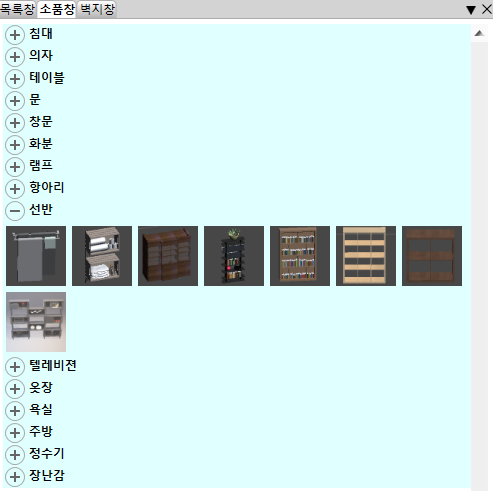 목록창 소품창 벽지창
침대
의자
테이블
문
창문
화분
램프
항아리
선반
텔레비젼
옷장
욕실
주방
정수기
장난감